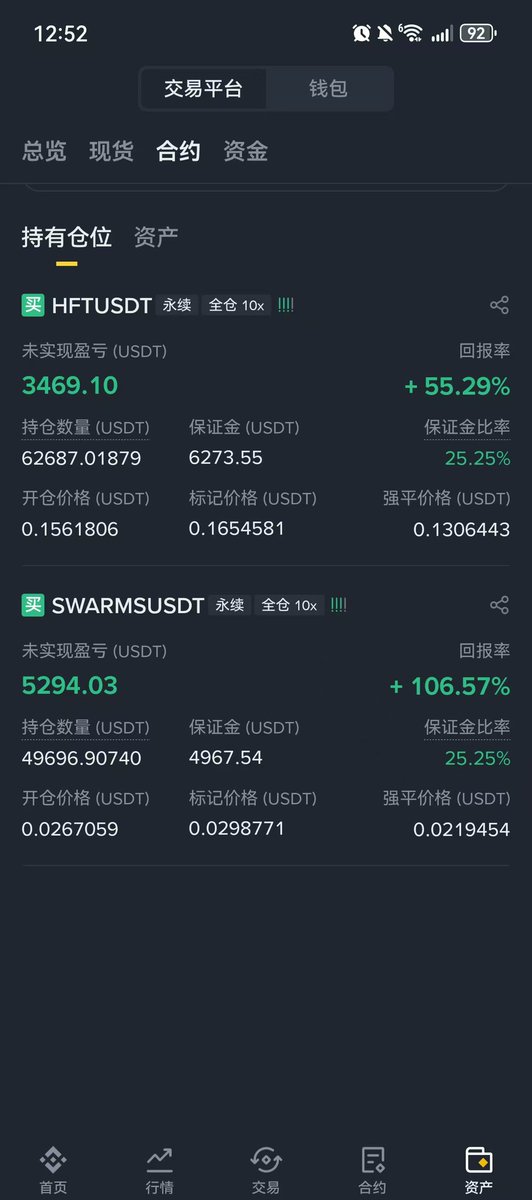 12:52
6
92
交易平台 钱包
总览 现货 合约 资金
持有仓位 资产
买 HFTUSDT 永续 全仓 10x !!!!
未实现盈亏 (USDT) 回报率
3469.10 + 55.29%
持仓数量 (USDT) 保证金 (USDT) 保证金比率
62687.01879 6273.55 25.25%
开仓价格 (USDT) 标记价格 (USDT) 强平价格 (USDT)
0.1561806 0.1654581 0.1306443
买 SWARMSUSDT 永续 全仓 10x !!!!
未实现盈亏 (USDT) 回报率
5294.03 + 106.57%
持仓数量 (USDT) 保证金 (USDT) 保证金比率
49696.90740 4967.54 25.25%
开仓价格 (USDT) 标记价格 (USDT) 强平价格 (USDT)
0.0267059 0.0298771 0.0219454
首页 行情 交易 合约 资产